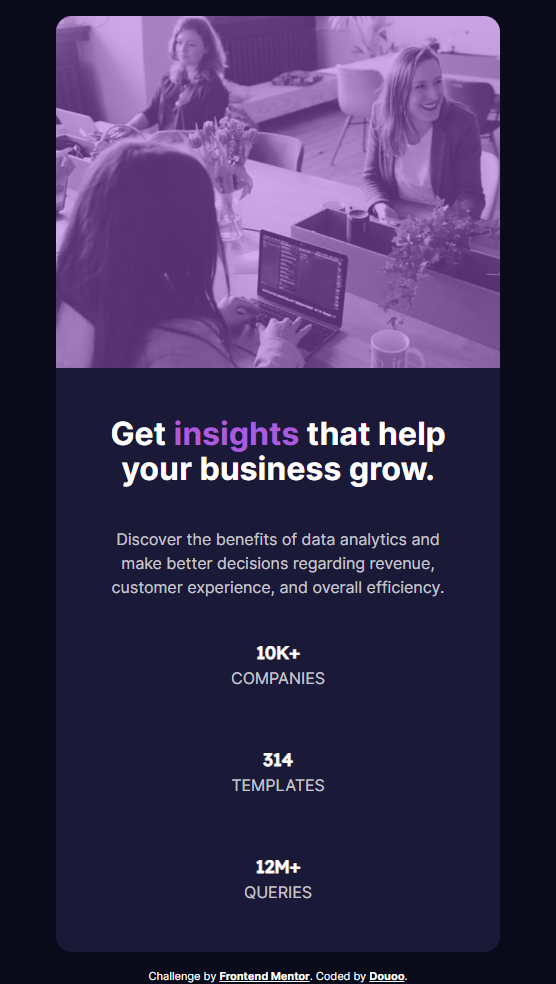 Get insights that help
your business grow.
Discover the benefits of data analytics and
make better decisions regarding revenue,
customer experience, and overall efficiency.
10K+
COMPANIES
314
TEMPLATES
12M+
QUERIES
Challenge by Frontend Mentor. Coded by Douoo.